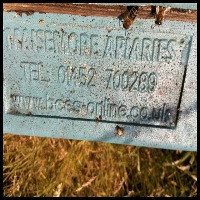 MAISEMORE APIARIES
TEL: 01452 700289
www.bees-online.co.uk